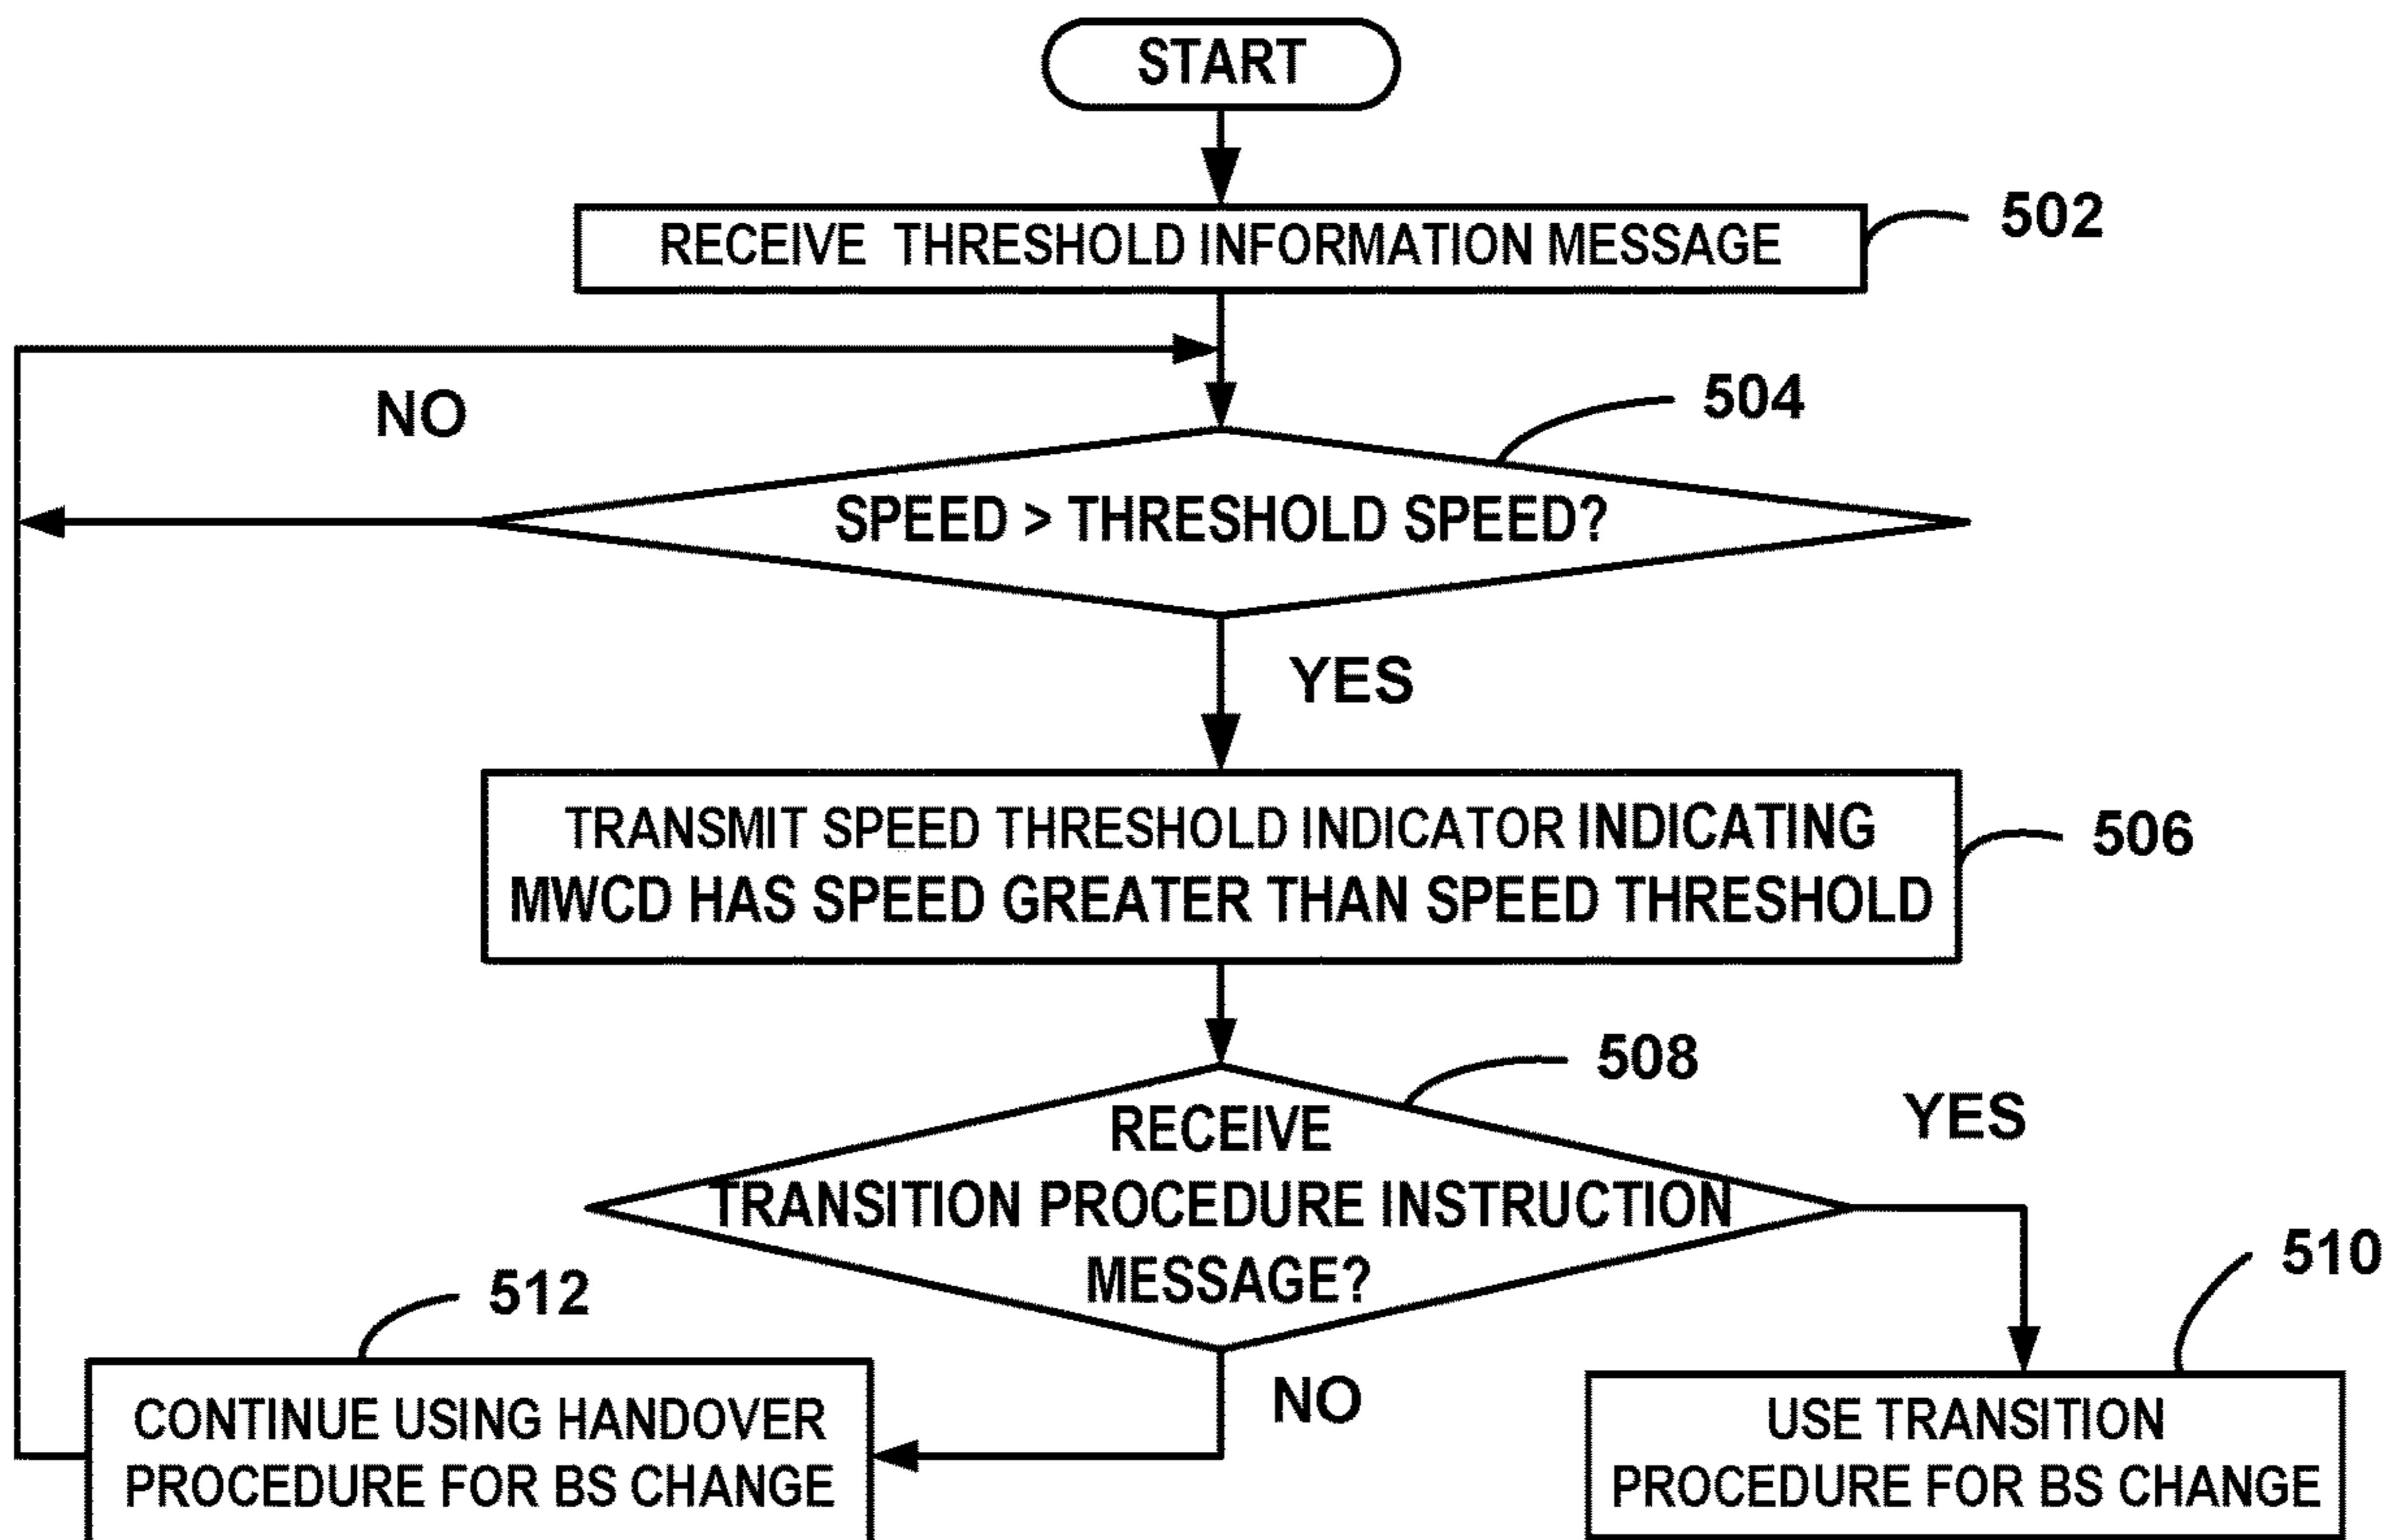 START
RECEIVE THRESHOLD INFORMATION MESSAGE
502
NO
504
SPEED > THRESHOLD SPEED?
YES
TRANSMIT SPEED THRESHOLD INDICATOR INDICATING
MWCD HAS SPEED GREATER THAN SPEED THRESHOLD
506
508
RECEIVE
TRANSITION PROCEDURE INSTRUCTION
MESSAGE?
YES
510
512
NO
CONTINUE USING HANDOVER
PROCEDURE FOR BS CHANGE
USE TRANSITION
PROCEDURE FOR BS CHANGE